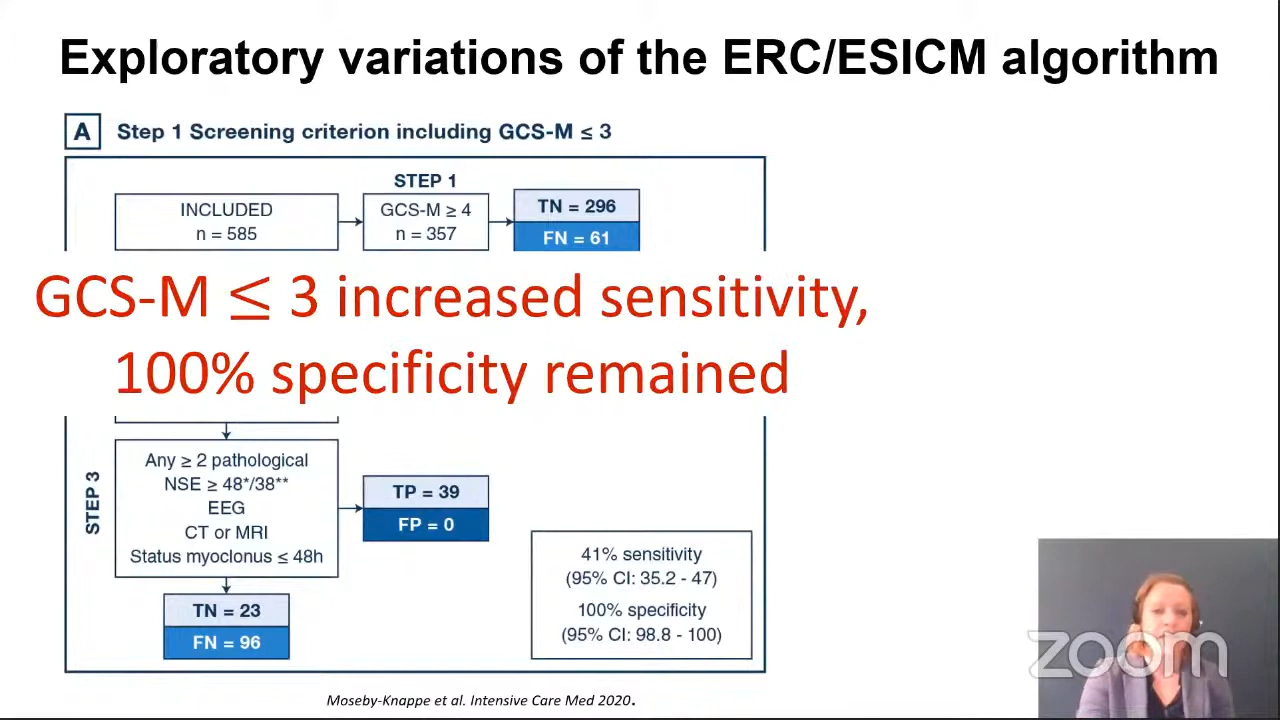 Exploratory variations of the ERC/ESICM algorithm
A Step 1 Screening criterion including GCS-M ≤ 3
STEP 1
INCLUDED
n = 585
GCS-M ≥ 4
n = 357
TN = 296
FN = 61
GCS-M ≤ 3 increased sensitivity,
100% specificity remained
STEP 3
Any ≥ 2 pathological
NSE ≥ 48*/38**
EEG
CT or MRI
Status myoclonus ≤ 48h
TP = 39
FP = 0
TN = 23
FN = 96
41% sensitivity
(95% CI: 35.2 - 47)
100% specificity
(95% CI: 98.8 - 100)
Moseby-Knappe et al. Intensive Care Med 2020.
zoom